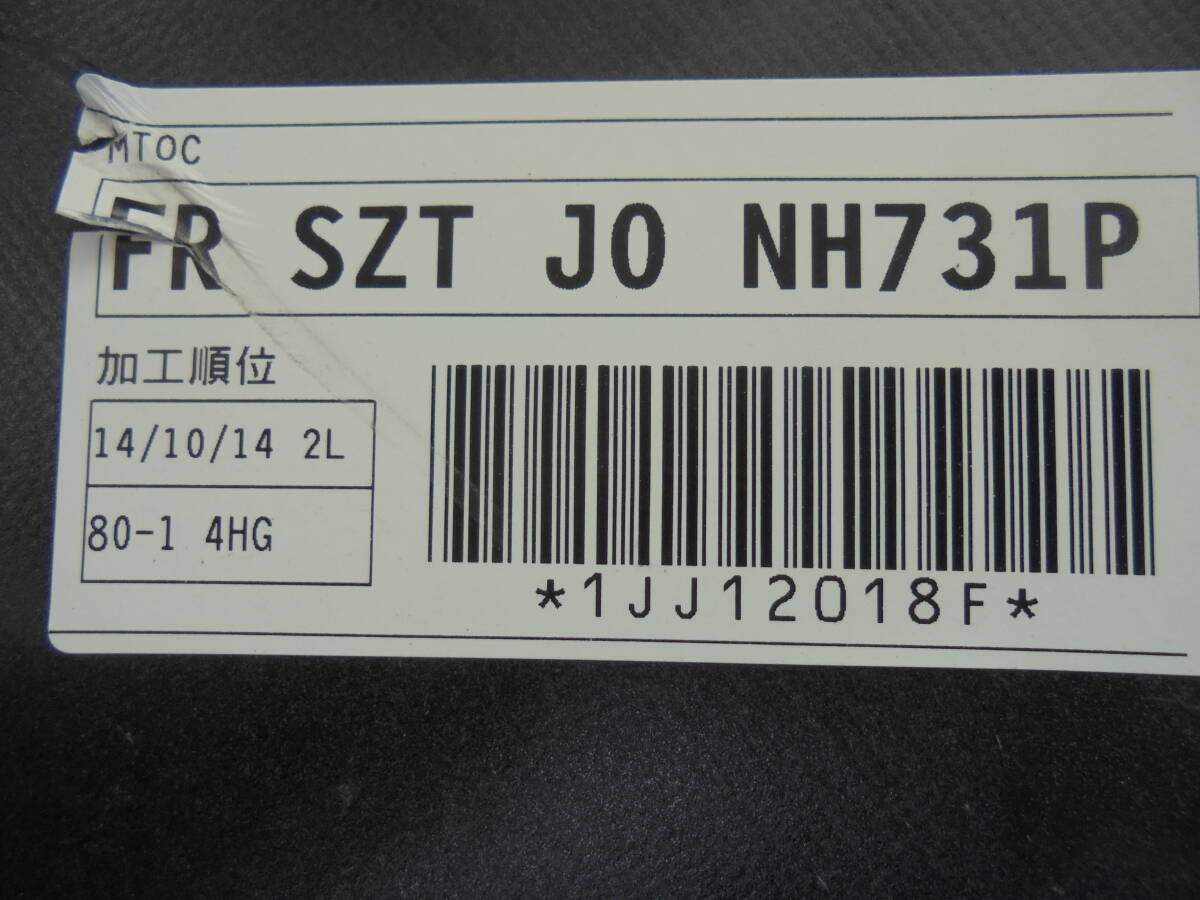 MTOC
FR SZT J0 NH731P
加工順位
14/10/14 2L
80-1 4HG
*1JJ12018F*